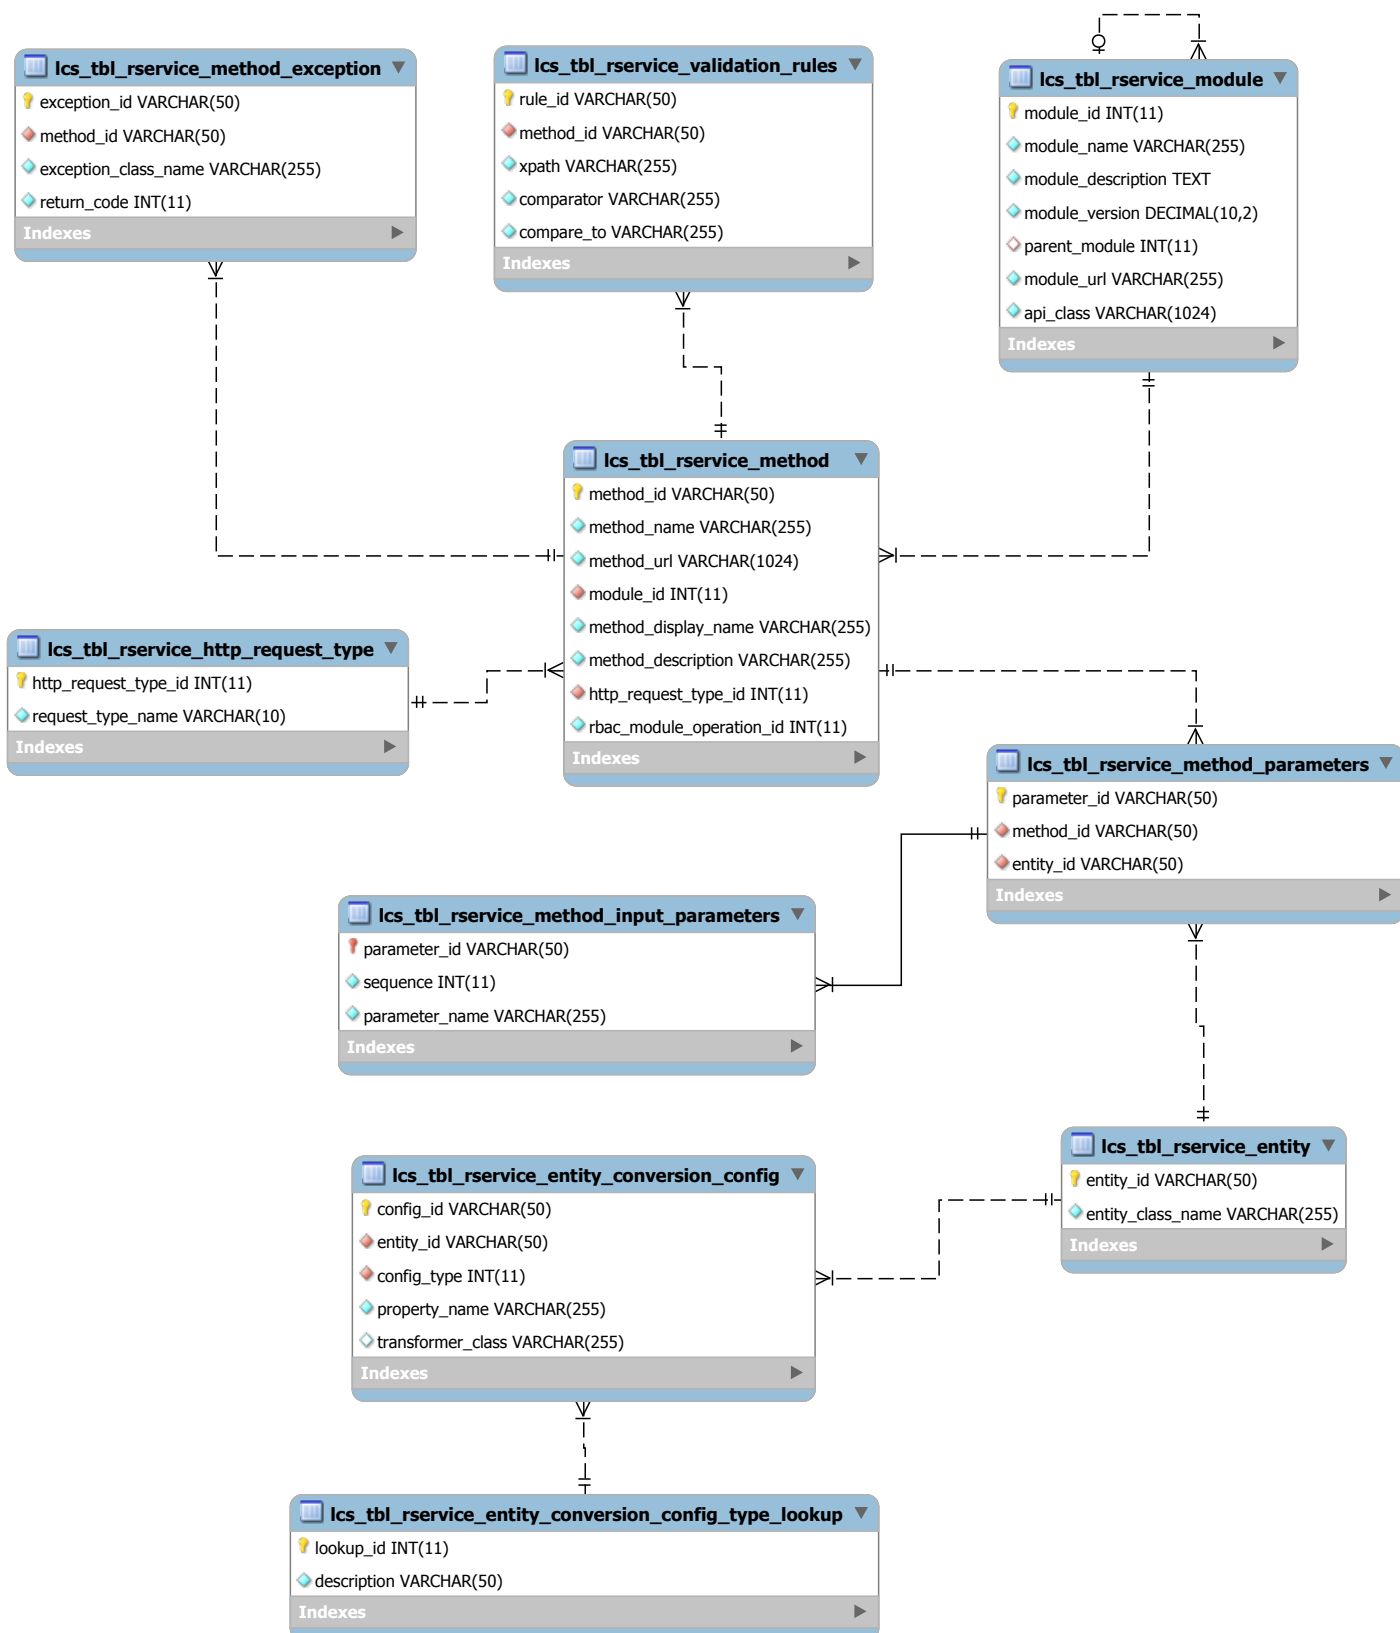 lcs_tbl_rservice_method_exception
exception_id VARCHAR(50)
method_id VARCHAR(50)
exception_class_name VARCHAR(255)
return_code INT(11)
Indexes
lcs_tbl_rservice_validation_rules
rule_id VARCHAR(50)
method_id VARCHAR(50)
xpath VARCHAR(255)
comparator VARCHAR(255)
compare_to VARCHAR(255)
Indexes
lcs_tbl_rservice_module
module_id INT(11)
module_name VARCHAR(255)
module_description TEXT
module_version DECIMAL(10,2)
parent_module INT(11)
module_url VARCHAR(255)
api_class VARCHAR(1024)
Indexes
lcs_tbl_rservice_method
method_id VARCHAR(50)
method_name VARCHAR(255)
method_url VARCHAR(1024)
module_id INT(11)
method_display_name VARCHAR(255)
method_description VARCHAR(255)
http_request_type_id INT(11)
rbac_module_operation_id INT(11)
Indexes
lcs_tbl_rservice_http_request_type
http_request_type_id INT(11)
request_type_name VARCHAR(10)
Indexes
lcs_tbl_rservice_method_parameters
parameter_id VARCHAR(50)
method_id VARCHAR(50)
entity_id VARCHAR(50)
Indexes
lcs_tbl_rservice_method_input_parameters
parameter_id VARCHAR(50)
sequence INT(11)
parameter_name VARCHAR(255)
Indexes
lcs_tbl_rservice_entity
entity_id VARCHAR(50)
entity_class_name VARCHAR(255)
Indexes
lcs_tbl_rservice_entity_conversion_config
config_id VARCHAR(50)
entity_id VARCHAR(50)
config_type INT(11)
property_name VARCHAR(255)
transformer_class VARCHAR(255)
Indexes
lcs_tbl_rservice_entity_conversion_config_type_lookup
lookup_id INT(11)
description VARCHAR(50)
Indexes